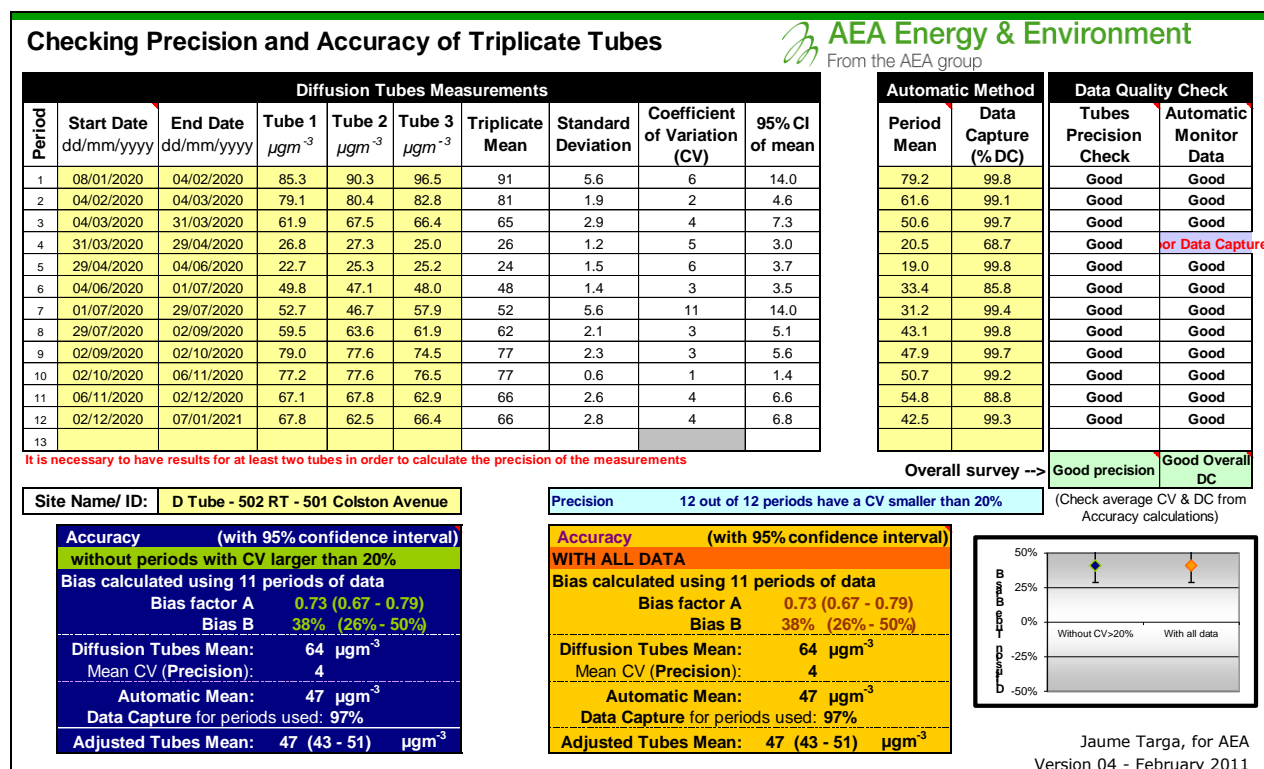 Checking Precision and Accuracy of Triplicate Tubes
AEA Energy & Environment
From the AEA group
Diffusion Tubes Measurements
Automatic Method
Data Quality Check
Period
Start Date dd/mm/yyyy
End Date dd/mm/yyyy
Tube 1 µgm-3
Tube 2 µgm-3
Tube 3 µgm-3
Triplicate Mean
Standard Deviation
Coefficient of Variation (CV)
95% CI of mean
Period Mean
Data Capture (% DC)
Tubes Precision Check
Automatic Monitor Data
1 08/01/2020 04/02/2020 85.3 90.3 96.5 91 5.6 6 14.0 79.2 99.8 Good Good
2 04/02/2020 04/03/2020 79.1 80.4 82.8 81 1.9 2 4.6 61.6 99.1 Good Good
3 04/03/2020 31/03/2020 61.9 67.5 66.4 65 2.9 4 7.3 50.6 99.7 Good Good
4 31/03/2020 29/04/2020 26.8 27.3 25.0 26 1.2 5 3.0 20.5 68.7 Good or Data Capture
5 29/04/2020 04/06/2020 22.7 25.3 25.2 24 1.5 6 3.7 19.0 99.8 Good Good
6 04/06/2020 01/07/2020 49.8 47.1 48.0 48 1.4 3 3.5 33.4 85.8 Good Good
7 01/07/2020 29/07/2020 52.7 46.7 57.9 52 5.6 11 14.0 31.2 99.4 Good Good
8 29/07/2020 02/09/2020 59.5 63.6 61.9 62 2.1 3 5.1 43.1 99.8 Good Good
9 02/09/2020 02/10/2020 79.0 77.6 74.5 77 2.3 3 5.6 47.9 99.7 Good Good
10 02/10/2020 06/11/2020 77.2 77.6 76.5 77 0.6 1 1.4 50.7 99.2 Good Good
11 06/11/2020 02/12/2020 67.1 67.8 62.9 66 2.6 4 6.6 54.8 88.8 Good Good
12 02/12/2020 07/01/2021 67.8 62.5 66.4 66 2.8 4 6.8 42.5 99.3 Good Good
13
It is necessary to have results for at least two tubes in order to calculate the precision of the measurements
Overall survey --> Good precision Good Overall DC
Site Name/ ID: D Tube - 502 RT - 501 Colston Avenue
Precision 12 out of 12 periods have a CV smaller than 20%
(Check average CV & DC from
Accuracy calculations)
Accuracy (with 95% confidence interval)
without periods with CV larger than 20%
Bias calculated using 11 periods of data
Bias factor A 0.73 (0.67 - 0.79)
Bias B 38% (26% - 50%)
Diffusion Tubes Mean: 64 µgm-3
Mean CV (Precision): 4
Automatic Mean: 47 µgm-3
Data Capture for periods used: 97%
Adjusted Tubes Mean: 47 (43 - 51) µgm-3
Accuracy (with 95% confidence interval)
WITH ALL DATA
Bias calculated using 11 periods of data
Bias factor A 0.73 (0.67 - 0.79)
Bias B 38% (26% - 50%)
Diffusion Tubes Mean: 64 µgm-3
Mean CV (Precision): 4
Automatic Mean: 47 µgm-3
Data Capture for periods used: 97%
Adjusted Tubes Mean: 47 (43 - 51) µgm-3
50%
25%
0%
-25%
-50%
Without CV>20%
With all data
Jaume Targa, for AEA
Version 04 - February 2011